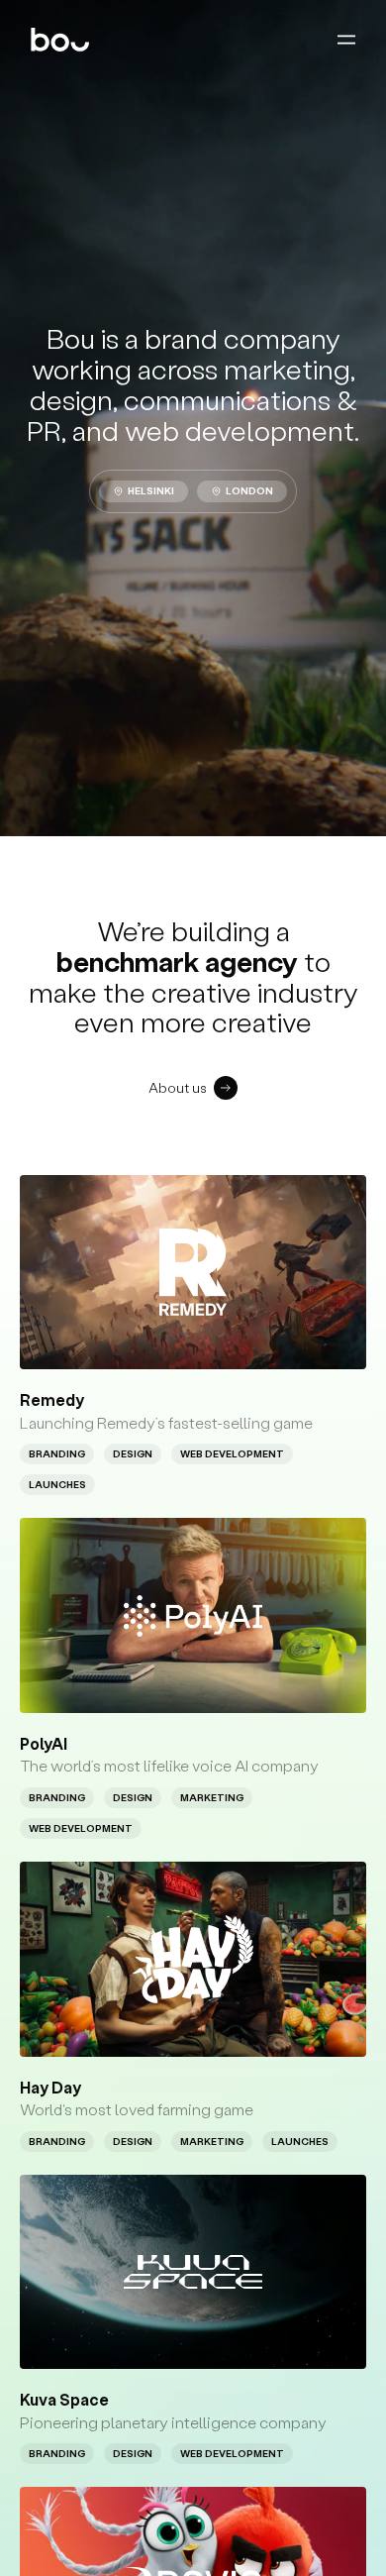 bou
Bou is a brand company
working across marketing,
design, communications &
PR, and web development.
HELSINKI
LONDON
SACK
hours
We’re building a
benchmark agency to
make the creative industry
even more creative
About us
R
REMEDY
Remedy
Launching Remedy’s fastest-selling game
BRANDING
DESIGN
WEB DEVELOPMENT
LAUNCHES
PolyAI
PolyAI
The world’s most lifelike voice AI company
BRANDING
DESIGN
MARKETING
WEB DEVELOPMENT
HAY
DAY
Hay Day
World’s most loved farming game
BRANDING
DESIGN
MARKETING
LAUNCHES
KUVA
SPACE
Kuva Space
Pioneering planetary intelligence company
BRANDING
DESIGN
WEB DEVELOPMENT